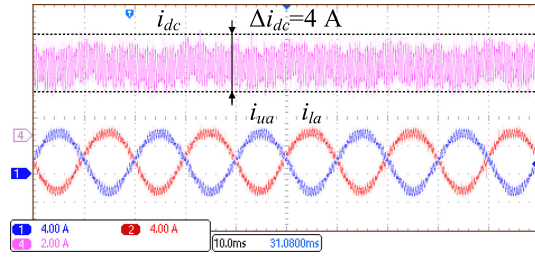 i_dc Δi_dc=4 A
i_ua i_la
4
1
1 4.00 A 2 4.00 A
4 2.00 A 10.0ms 31.0800ms